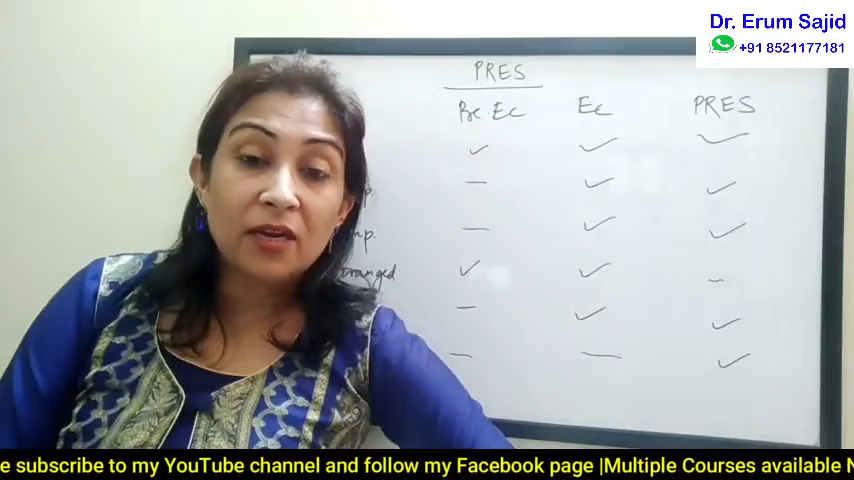 Dr. Erum Sajid
+91 8521177181
PRES
Bc. Ec Ec PRES
✓ ✓ ✓
— ✓ ✓
— ✓ ✓
✓ ✓ –
— ✓ ✓
— — ✓
e subscribe to my YouTube channel and follow my Facebook page |Multiple Courses available N